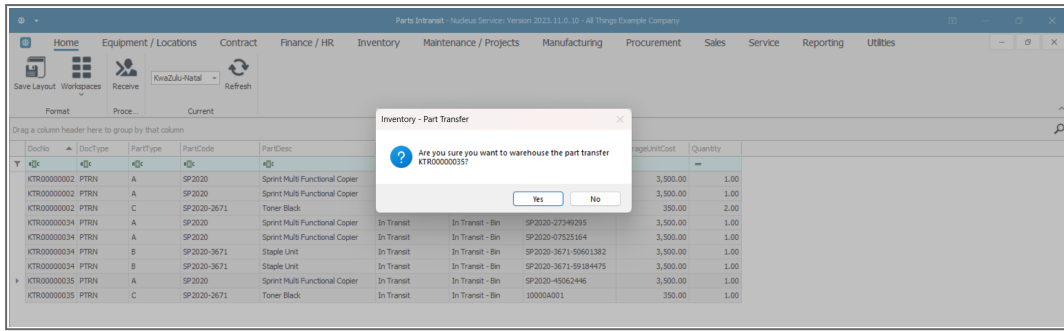 Parts Intransit - Nucleus Service: Version 2023.11.0.10 - All Things Example Company
Home Equipment / Locations Contract Finance / HR Inventory Maintenance / Projects Manufacturing Procurement Sales Service Reporting Utilities
Save Layout Workspaces Receive KwaZulu-Natal Refresh
Format Proce... Current
Inventory - Part Transfer
Drag a column header here to group by that column
Are you sure you want to warehouse the part transfer
KTR00000035?
Yes No
DocNo DocType PartType PartCode PartDesc rageUnitCost Quantity
KTR00000002 PTRN A SP2020 Sprint Multi Functional Copier 3,500.00 1.00
KTR00000002 PTRN A SP2020 Sprint Multi Functional Copier 3,500.00 1.00
KTR00000002 PTRN C SP2020-2671 Toner Black 350.00 2.00
KTR00000034 PTRN A SP2020 Sprint Multi Functional Copier In Transit In Transit - Bin SP2020-27349295 3,500.00 1.00
KTR00000034 PTRN A SP2020 Sprint Multi Functional Copier In Transit In Transit - Bin SP2020-07525164 3,500.00 1.00
KTR00000034 PTRN B SP2020-3671 Staple Unit In Transit In Transit - Bin SP2020-3671-50601382 3,500.00 1.00
KTR00000034 PTRN B SP2020-3671 Staple Unit In Transit In Transit - Bin SP2020-3671-59184475 3,500.00 1.00
KTR00000035 PTRN A SP2020 Sprint Multi Functional Copier In Transit In Transit - Bin SP2020-45062446 3,500.00 1.00
KTR00000035 PTRN C SP2020-2671 Toner Black In Transit In Transit - Bin 10000A001 350.00 1.00